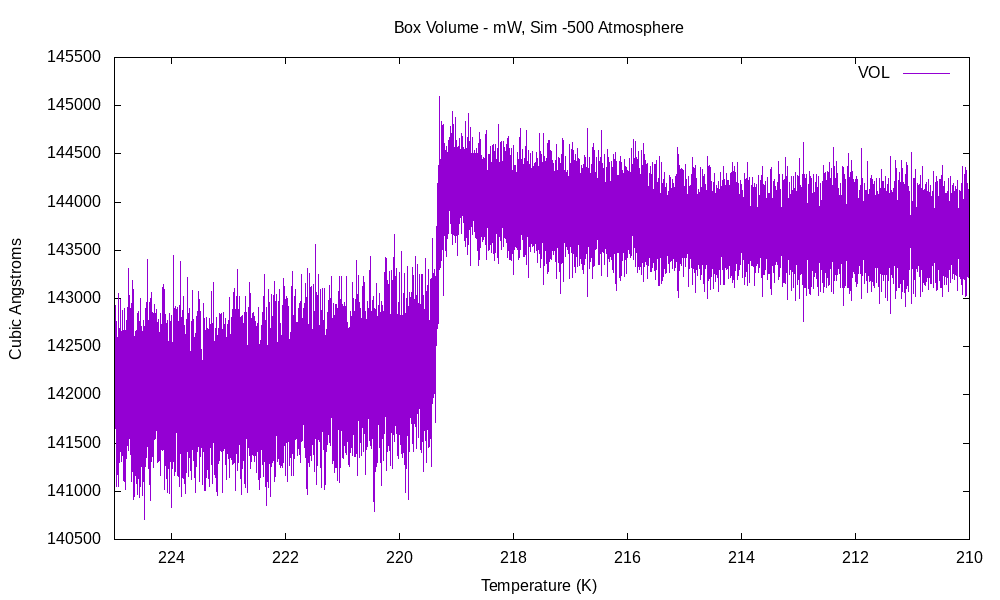 Box Volume - mW, Sim -500 Atmosphere
VOL
145500
145000
144500
144000
143500
143000
142500
142000
141500
141000
140500
Cubic Angstroms
224 222 220 218 216 214 212 210
Temperature (K)